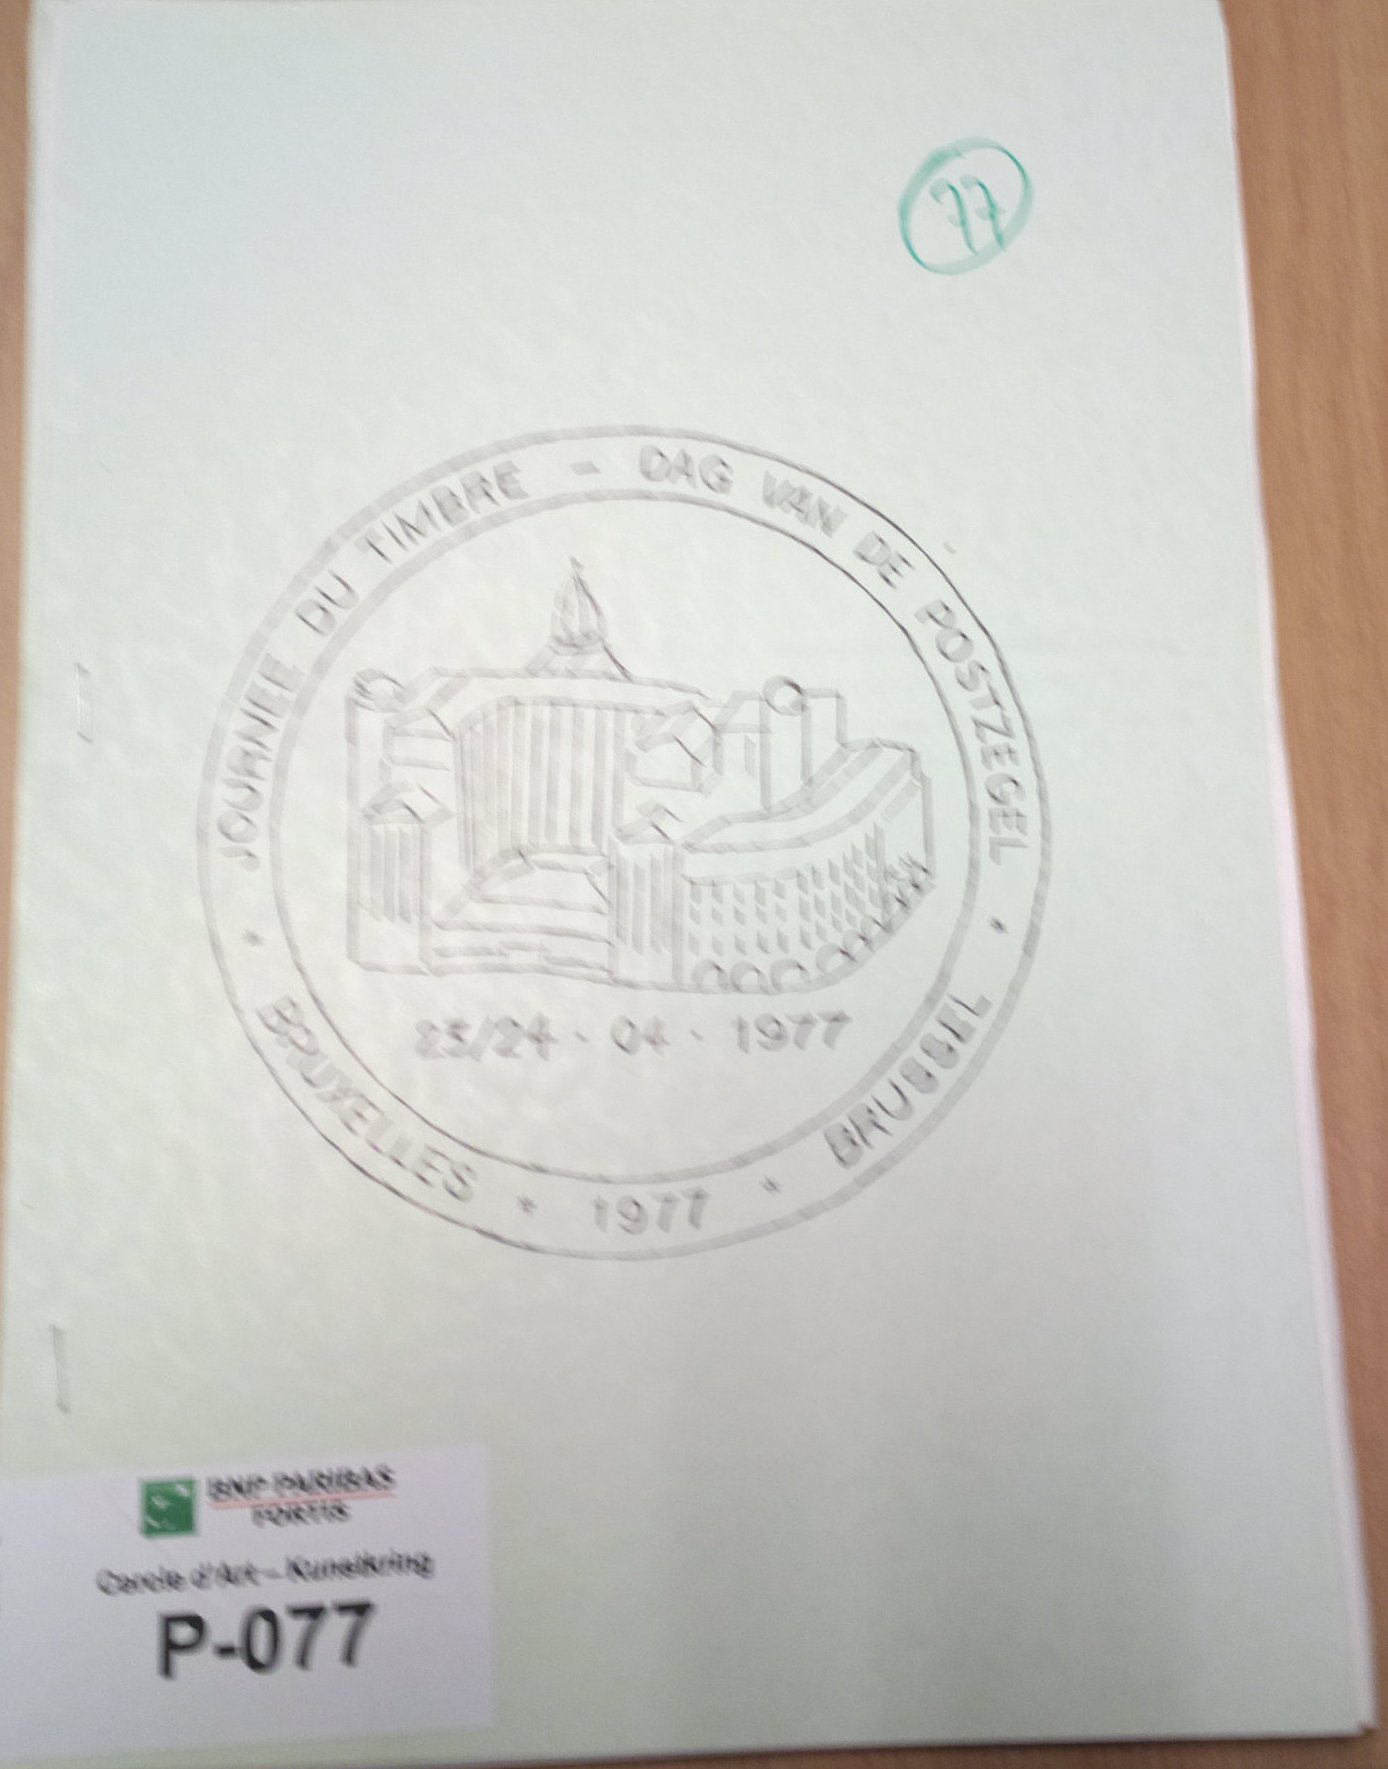 77
JOURNEE DU TIMBRE - DAG VAN DE POSTZEGEL
23/24 · 04 · 1977
* BRUXELLES * 1977 * BRUSSEL *
BNP PARIBAS
FORTIS
Cercle d'Art - Kunstkring
P-077